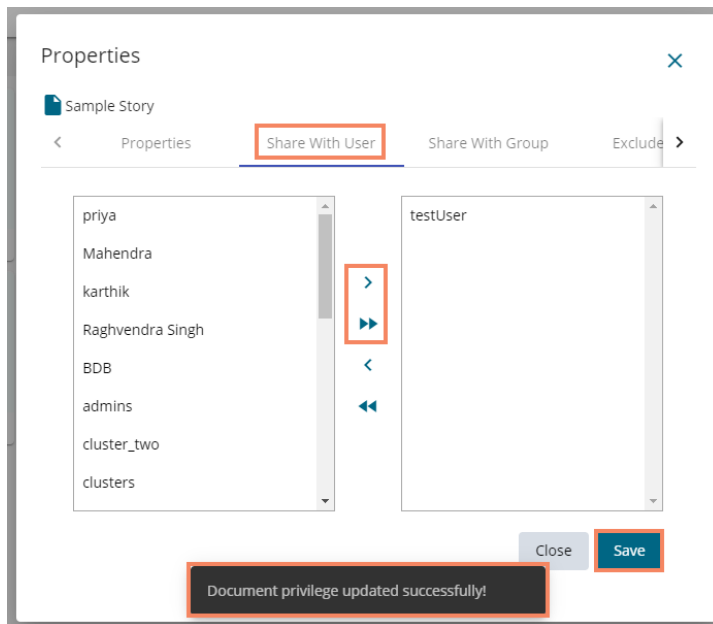 Properties
Sample Story
Properties Share With User Share With Group Exclude
priya
Mahendra
karthik
Raghvendra Singh
BDB
admins
cluster_two
clusters
testUser
Close Save
Document privilege updated successfully!